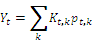 Y_t = \sum_k K_{t,k} p_{t,k}